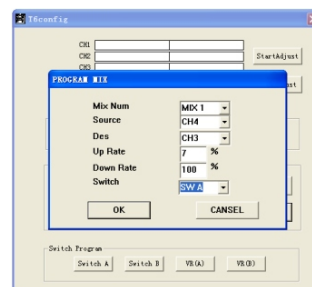 T6config
CH1
CH2
CH3
StartAdjust
PROGRAM MIX
Mix Num MIX 1
Source CH4
Des CH3
Up Rate 7 %
Down Rate 100 %
Switch SW A
OK CANSEL
Switch Program
Switch A Switch B VR(A) VR(B)